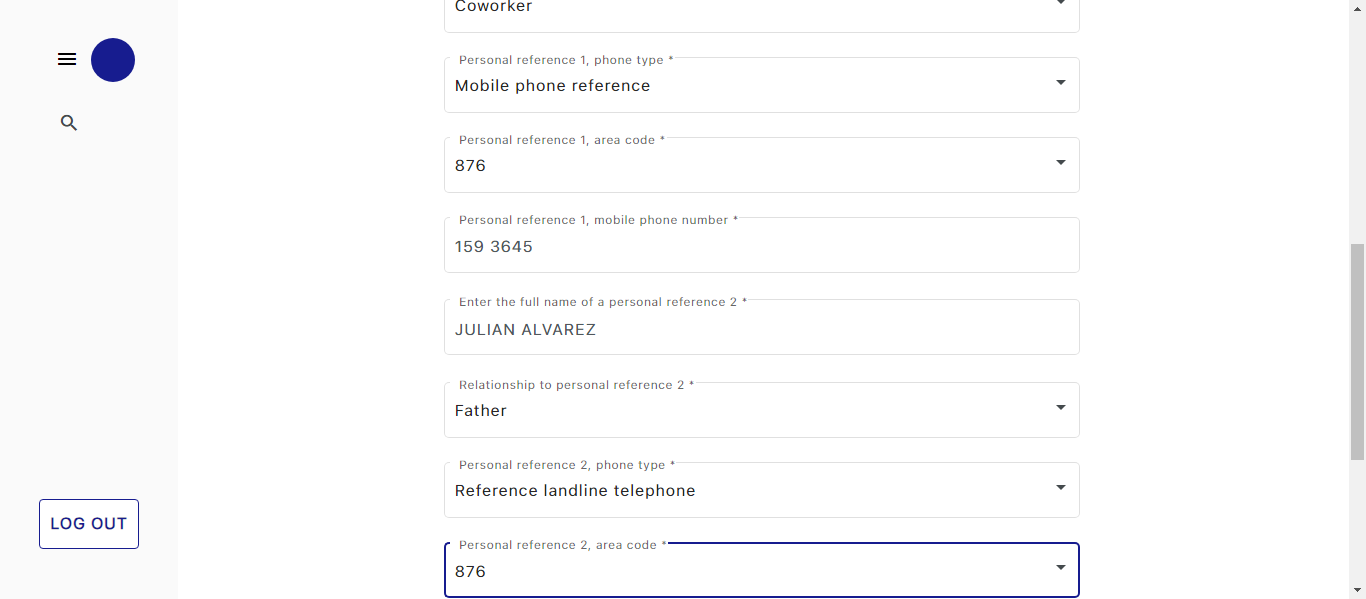 Coworker
Personal reference 1, phone type *
Mobile phone reference
Personal reference 1, area code *
876
Personal reference 1, mobile phone number *
159 3645
Enter the full name of a personal reference 2 *
JULIAN ALVAREZ
Relationship to personal reference 2 *
Father
Personal reference 2, phone type *
Reference landline telephone
Personal reference 2, area code *
876
LOG OUT